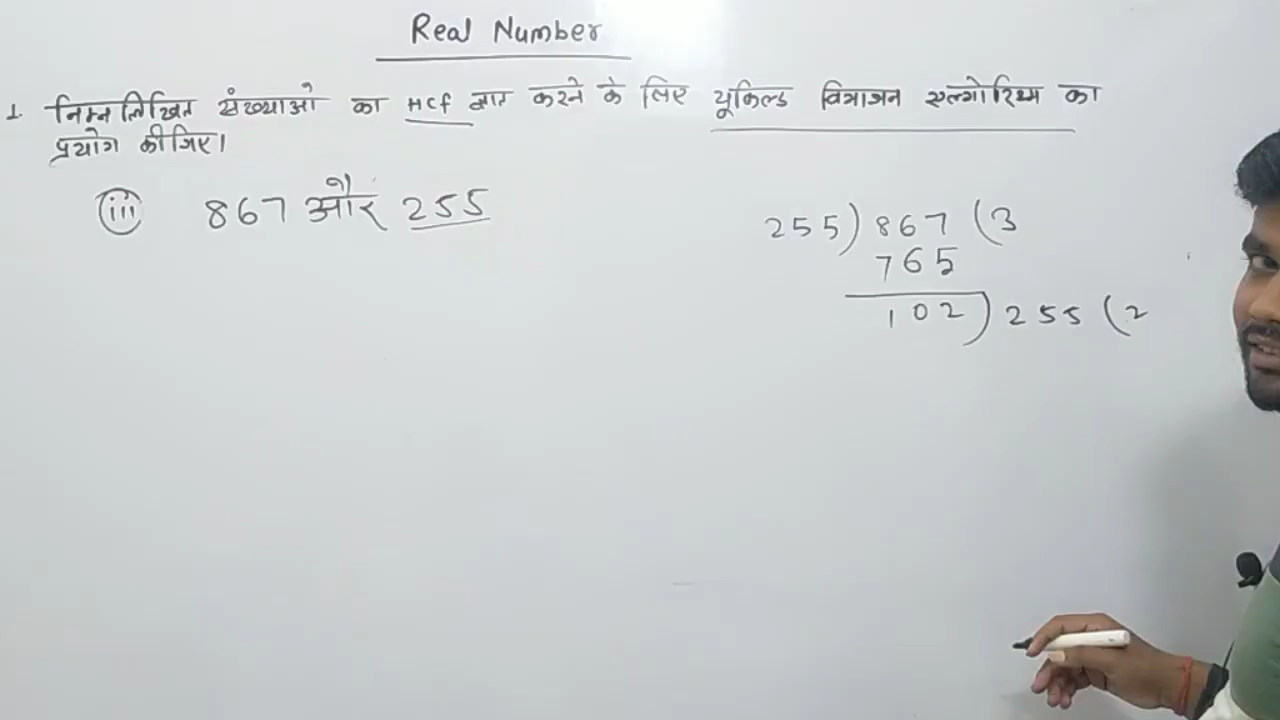 Real Number
1. निम्नलिखित संख्याओ का HCf ज्ञात करने के लिए यूक्लिड विभाजन एल्गोरिथ्म का
प्रयोग कीजिए।
iii 867 और 255
255) 867 (3
765
102) 255 (2